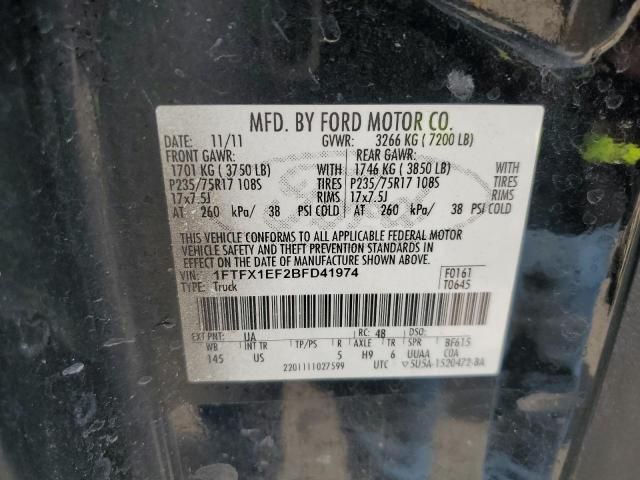 MFD. BY FORD MOTOR CO.
DATE: 11/11 GVWR: 3266 KG ( 7200 LB)
FRONT GAWR: REAR GAWR:
1701 KG ( 3750 LB) WITH 1746 KG ( 3850 LB) WITH
P235/75R17 108S TIRES P235/75R17 108S TIRES
17x7.5J RIMS 17x7.5J RIMS
AT 260 kPa/ 38 PSI COLD AT 260 kPa/ 38 PSI COLD
THIS VEHICLE CONFORMS TO ALL APPLICABLE FEDERAL MOTOR
VEHICLE SAFETY AND THEFT PREVENTION STANDARDS IN
EFFECT ON THE DATE OF MANUFACTURE SHOWN ABOVE.
VIN: 1FTFX1EF2BFD41974 F0161
TYPE: Truck T0645
EXT PNT: UA RC: 48 DSO:
WB INT TR TP/PS R AXLE TR SPR BF615
145 US 5 H9 6 UUAA COA
2201111027599 UTC 5U5A-1520472-BA